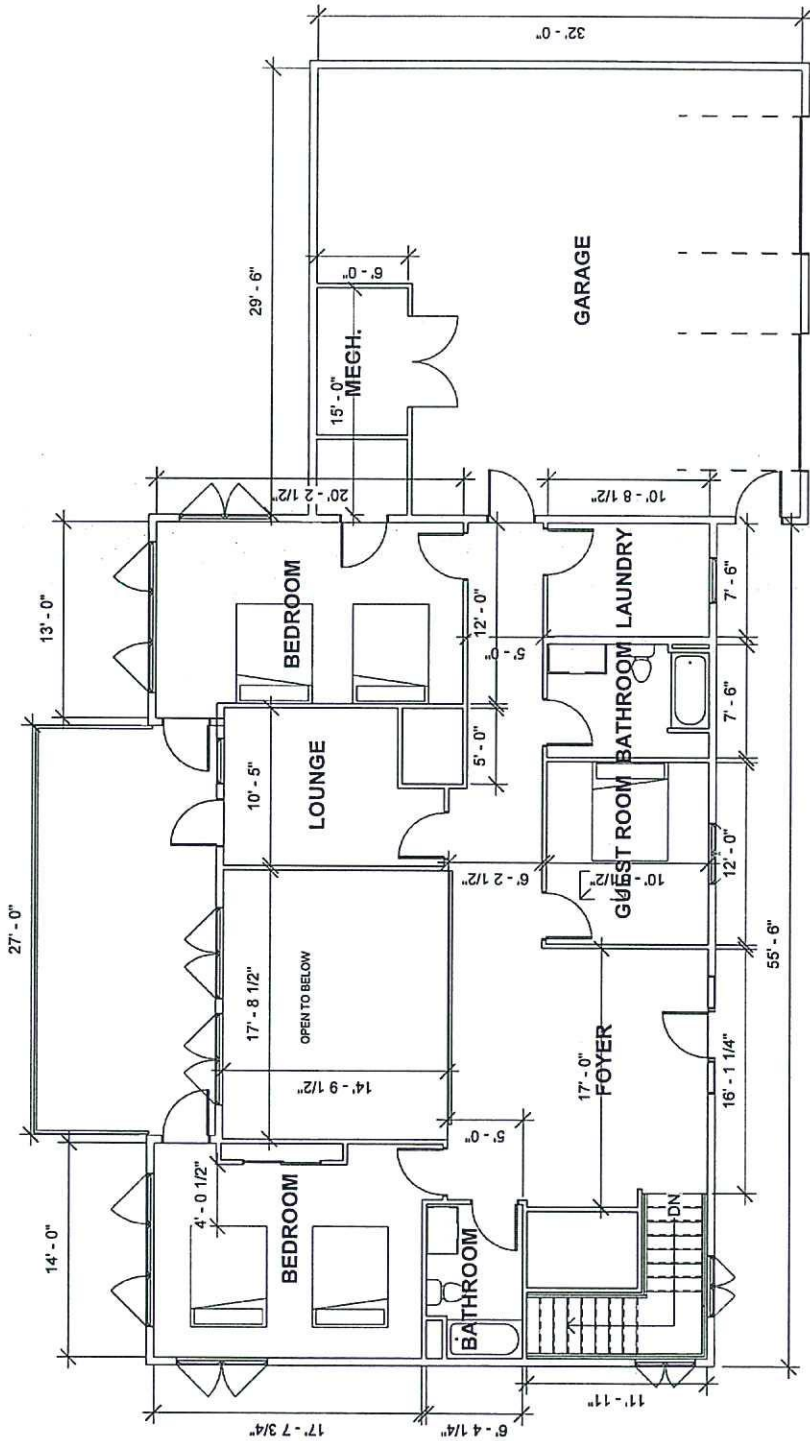 27' - 0"
29' - 6"
13' - 0"
14' - 0"
32' - 0"
6' - 0"
MECH.
15' - 0"
20' - 2 1/2"
BEDROOM
10' - 5"
LOUNGE
17' - 8 1/2"
OPEN TO BELOW
14' - 9 1/2"
4' - 0 1/2"
BEDROOM
17' - 7 3/4"
GARAGE
12' - 0"
5' - 0"
5' - 0"
6' - 2 1/2"
5' - 0"
BATHROOM
6' - 4 1/4"
10' - 8 1/2"
LAUNDRY
BATHROOM
GUEST ROOM
10' - 8 1/2"
17' - 0"
FOYER
DN
11' - 11"
7' - 6"
7' - 6"
12' - 0"
16' - 1 1/4"
55' - 6"